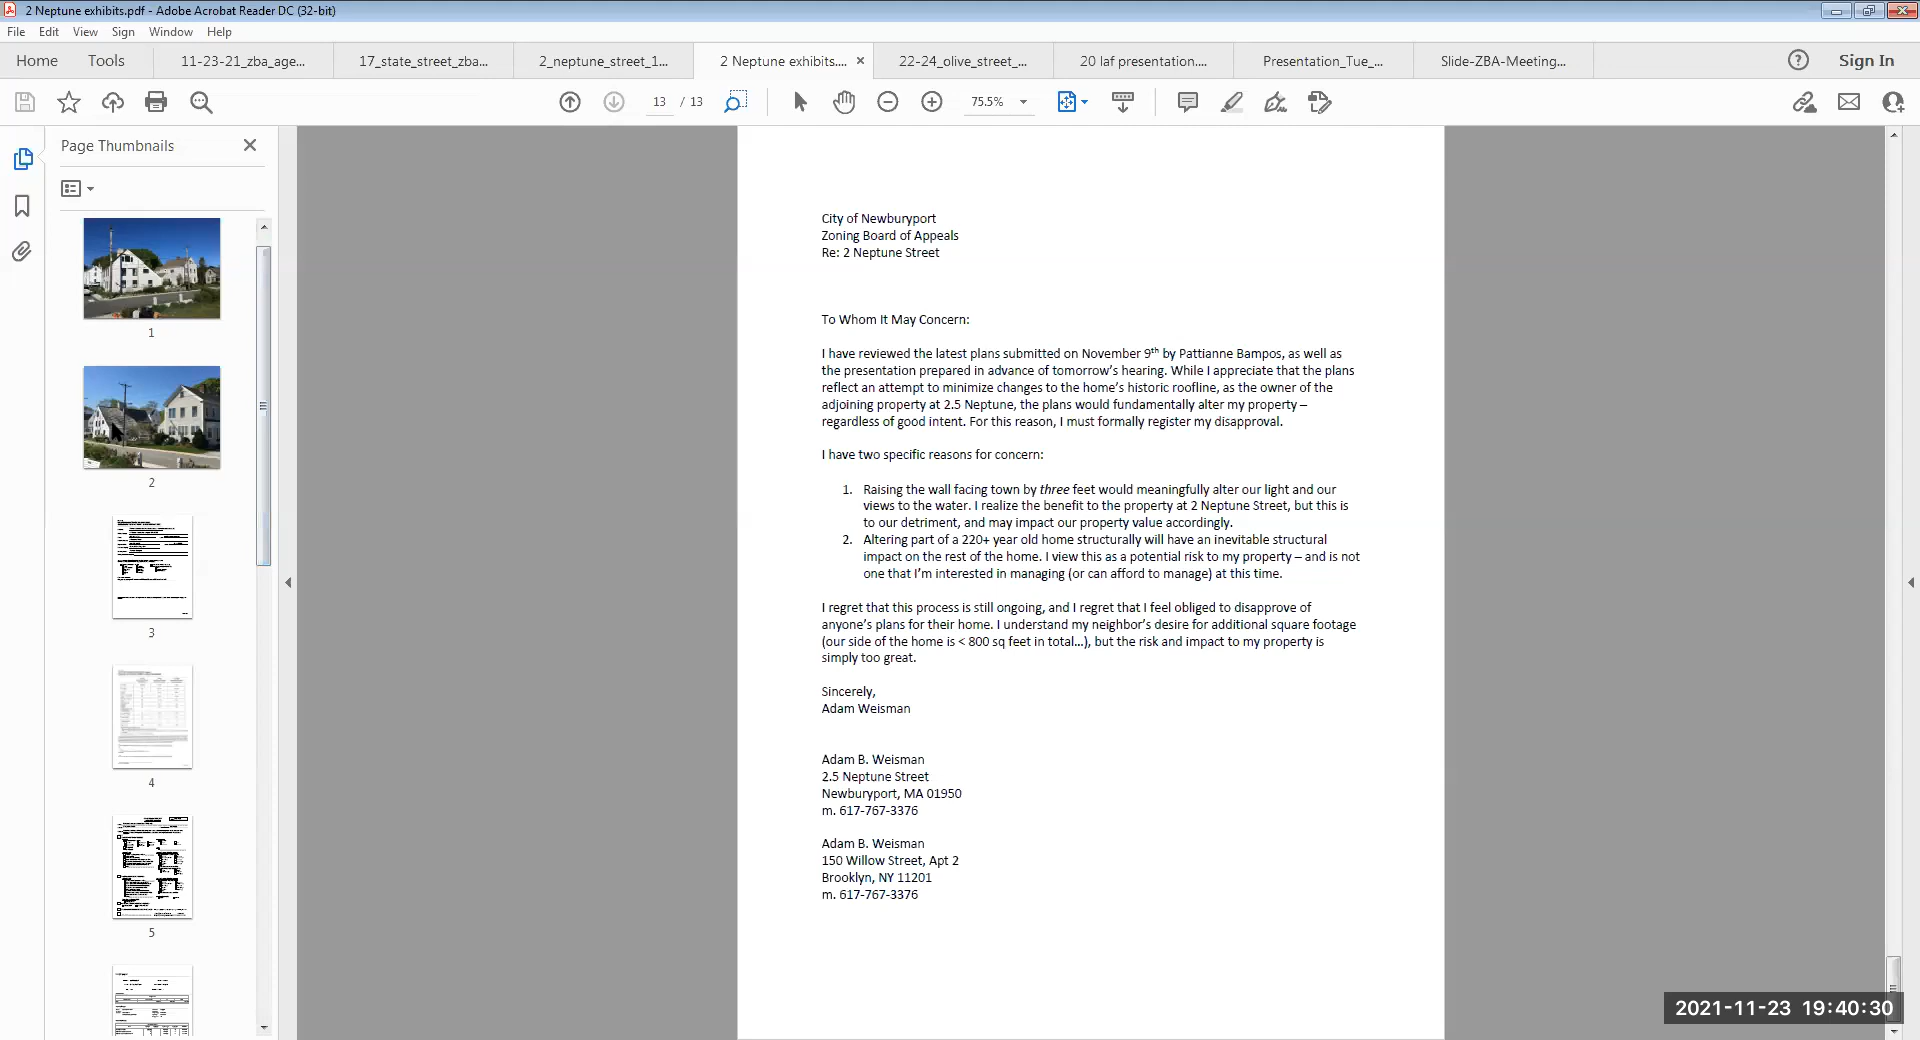 2 Neptune exhibits.pdf - Adobe Acrobat Reader DC (32-bit)
File Edit View Sign Window Help
Home Tools 11-23-21_zba_age... 17_state_street_zba... 2_neptune_street_1... 2 Neptune exhibits.... 22-24_olive_street_... 20 laf presentation.... Presentation_Tue_... Slide-ZBA-Meeting... Sign In
13 / 13 75.5%
Page Thumbnails
1
2
3
4
5
City of Newburyport
Zoning Board of Appeals
Re: 2 Neptune Street
To Whom It May Concern:
I have reviewed the latest plans submitted on November 9th by Pattianne Bampos, as well as
the presentation prepared in advance of tomorrow's hearing. While I appreciate that the plans
reflect an attempt to minimize changes to the home's historic roofline, as the owner of the
adjoining property at 2.5 Neptune, the plans would fundamentally alter my property –
regardless of good intent. For this reason, I must formally register my disapproval.
I have two specific reasons for concern:
1. Raising the wall facing town by three feet would meaningfully alter our light and our
views to the water. I realize the benefit to the property at 2 Neptune Street, but this is
to our detriment, and may impact our property value accordingly.
2. Altering part of a 220+ year old home structurally will have an inevitable structural
impact on the rest of the home. I view this as a potential risk to my property – and is not
one that I'm interested in managing (or can afford to manage) at this time.
I regret that this process is still ongoing, and I regret that I feel obliged to disapprove of
anyone's plans for their home. I understand my neighbor's desire for additional square footage
(our side of the home is < 800 sq feet in total...), but the risk and impact to my property is
simply too great.
Sincerely,
Adam Weisman
Adam B. Weisman
2.5 Neptune Street
Newburyport, MA 01950
m. 617-767-3376
Adam B. Weisman
150 Willow Street, Apt 2
Brooklyn, NY 11201
m. 617-767-3376
2021-11-23 19:40:30